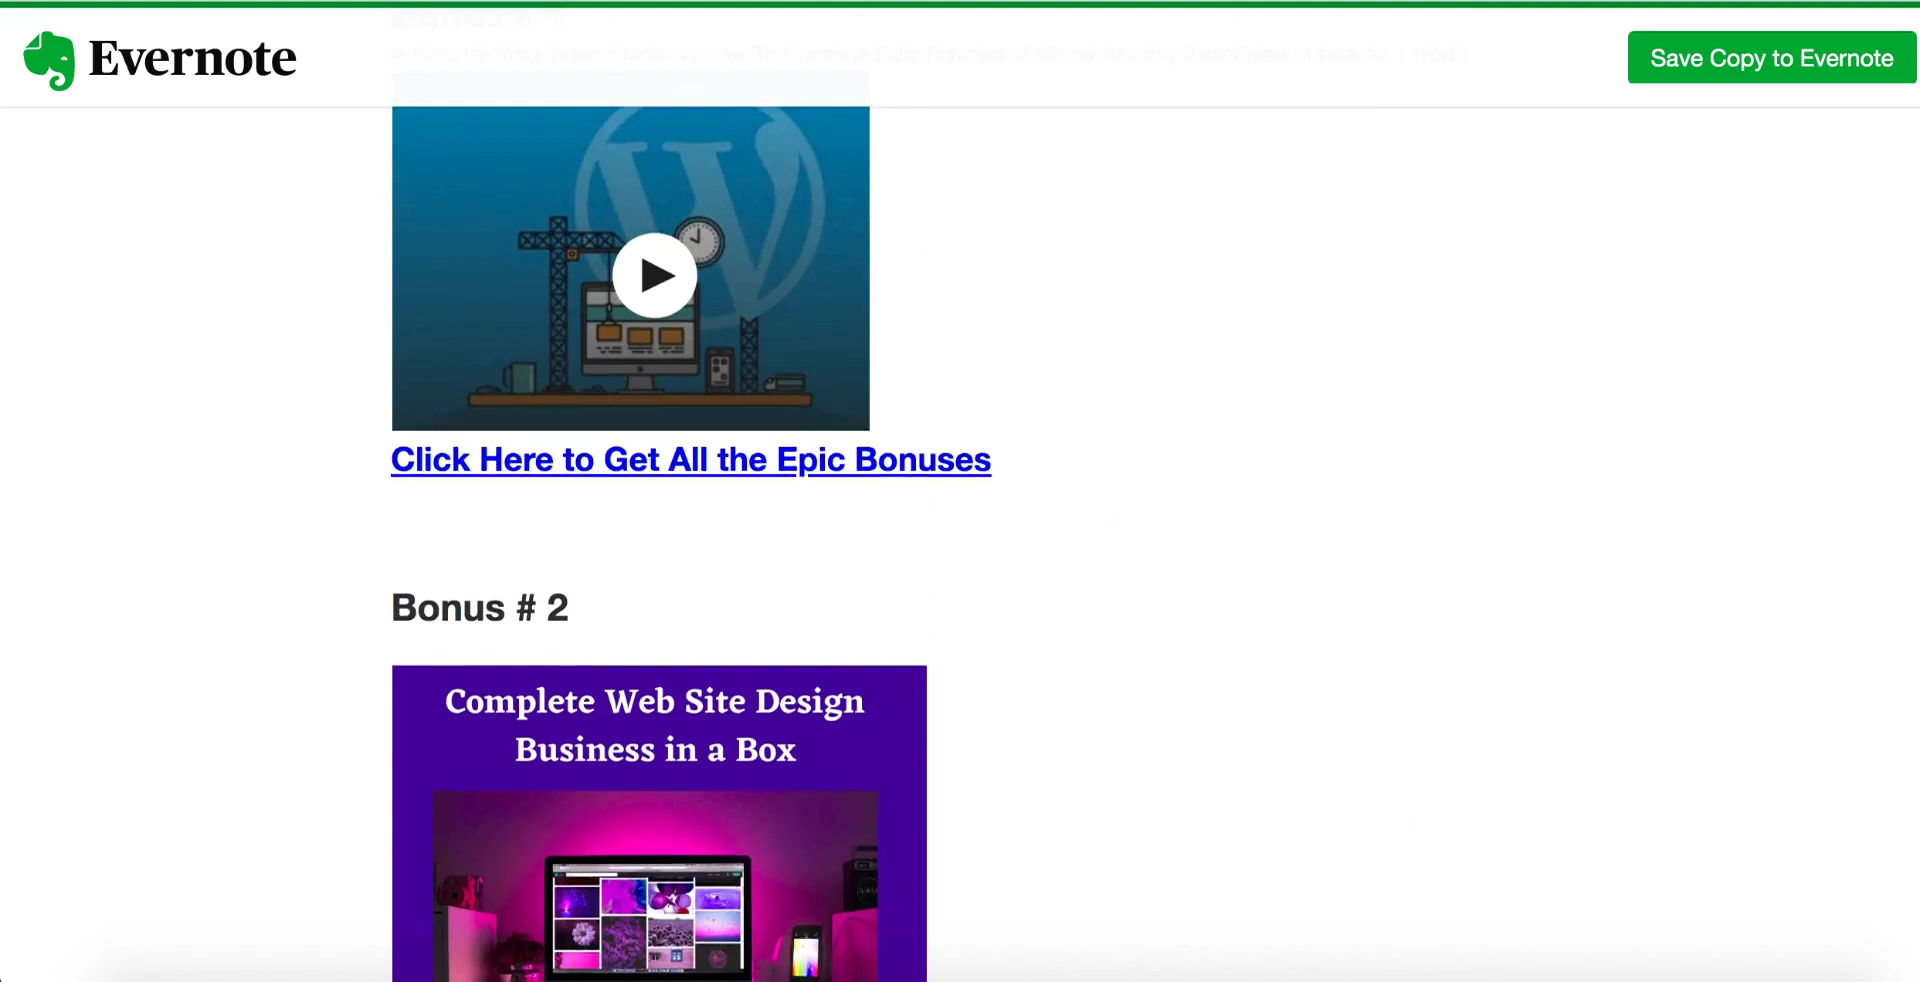 Evernote
Save Copy to Evernote
Click Here to Get All the Epic Bonuses
Bonus # 2
Complete Web Site Design
Business in a Box